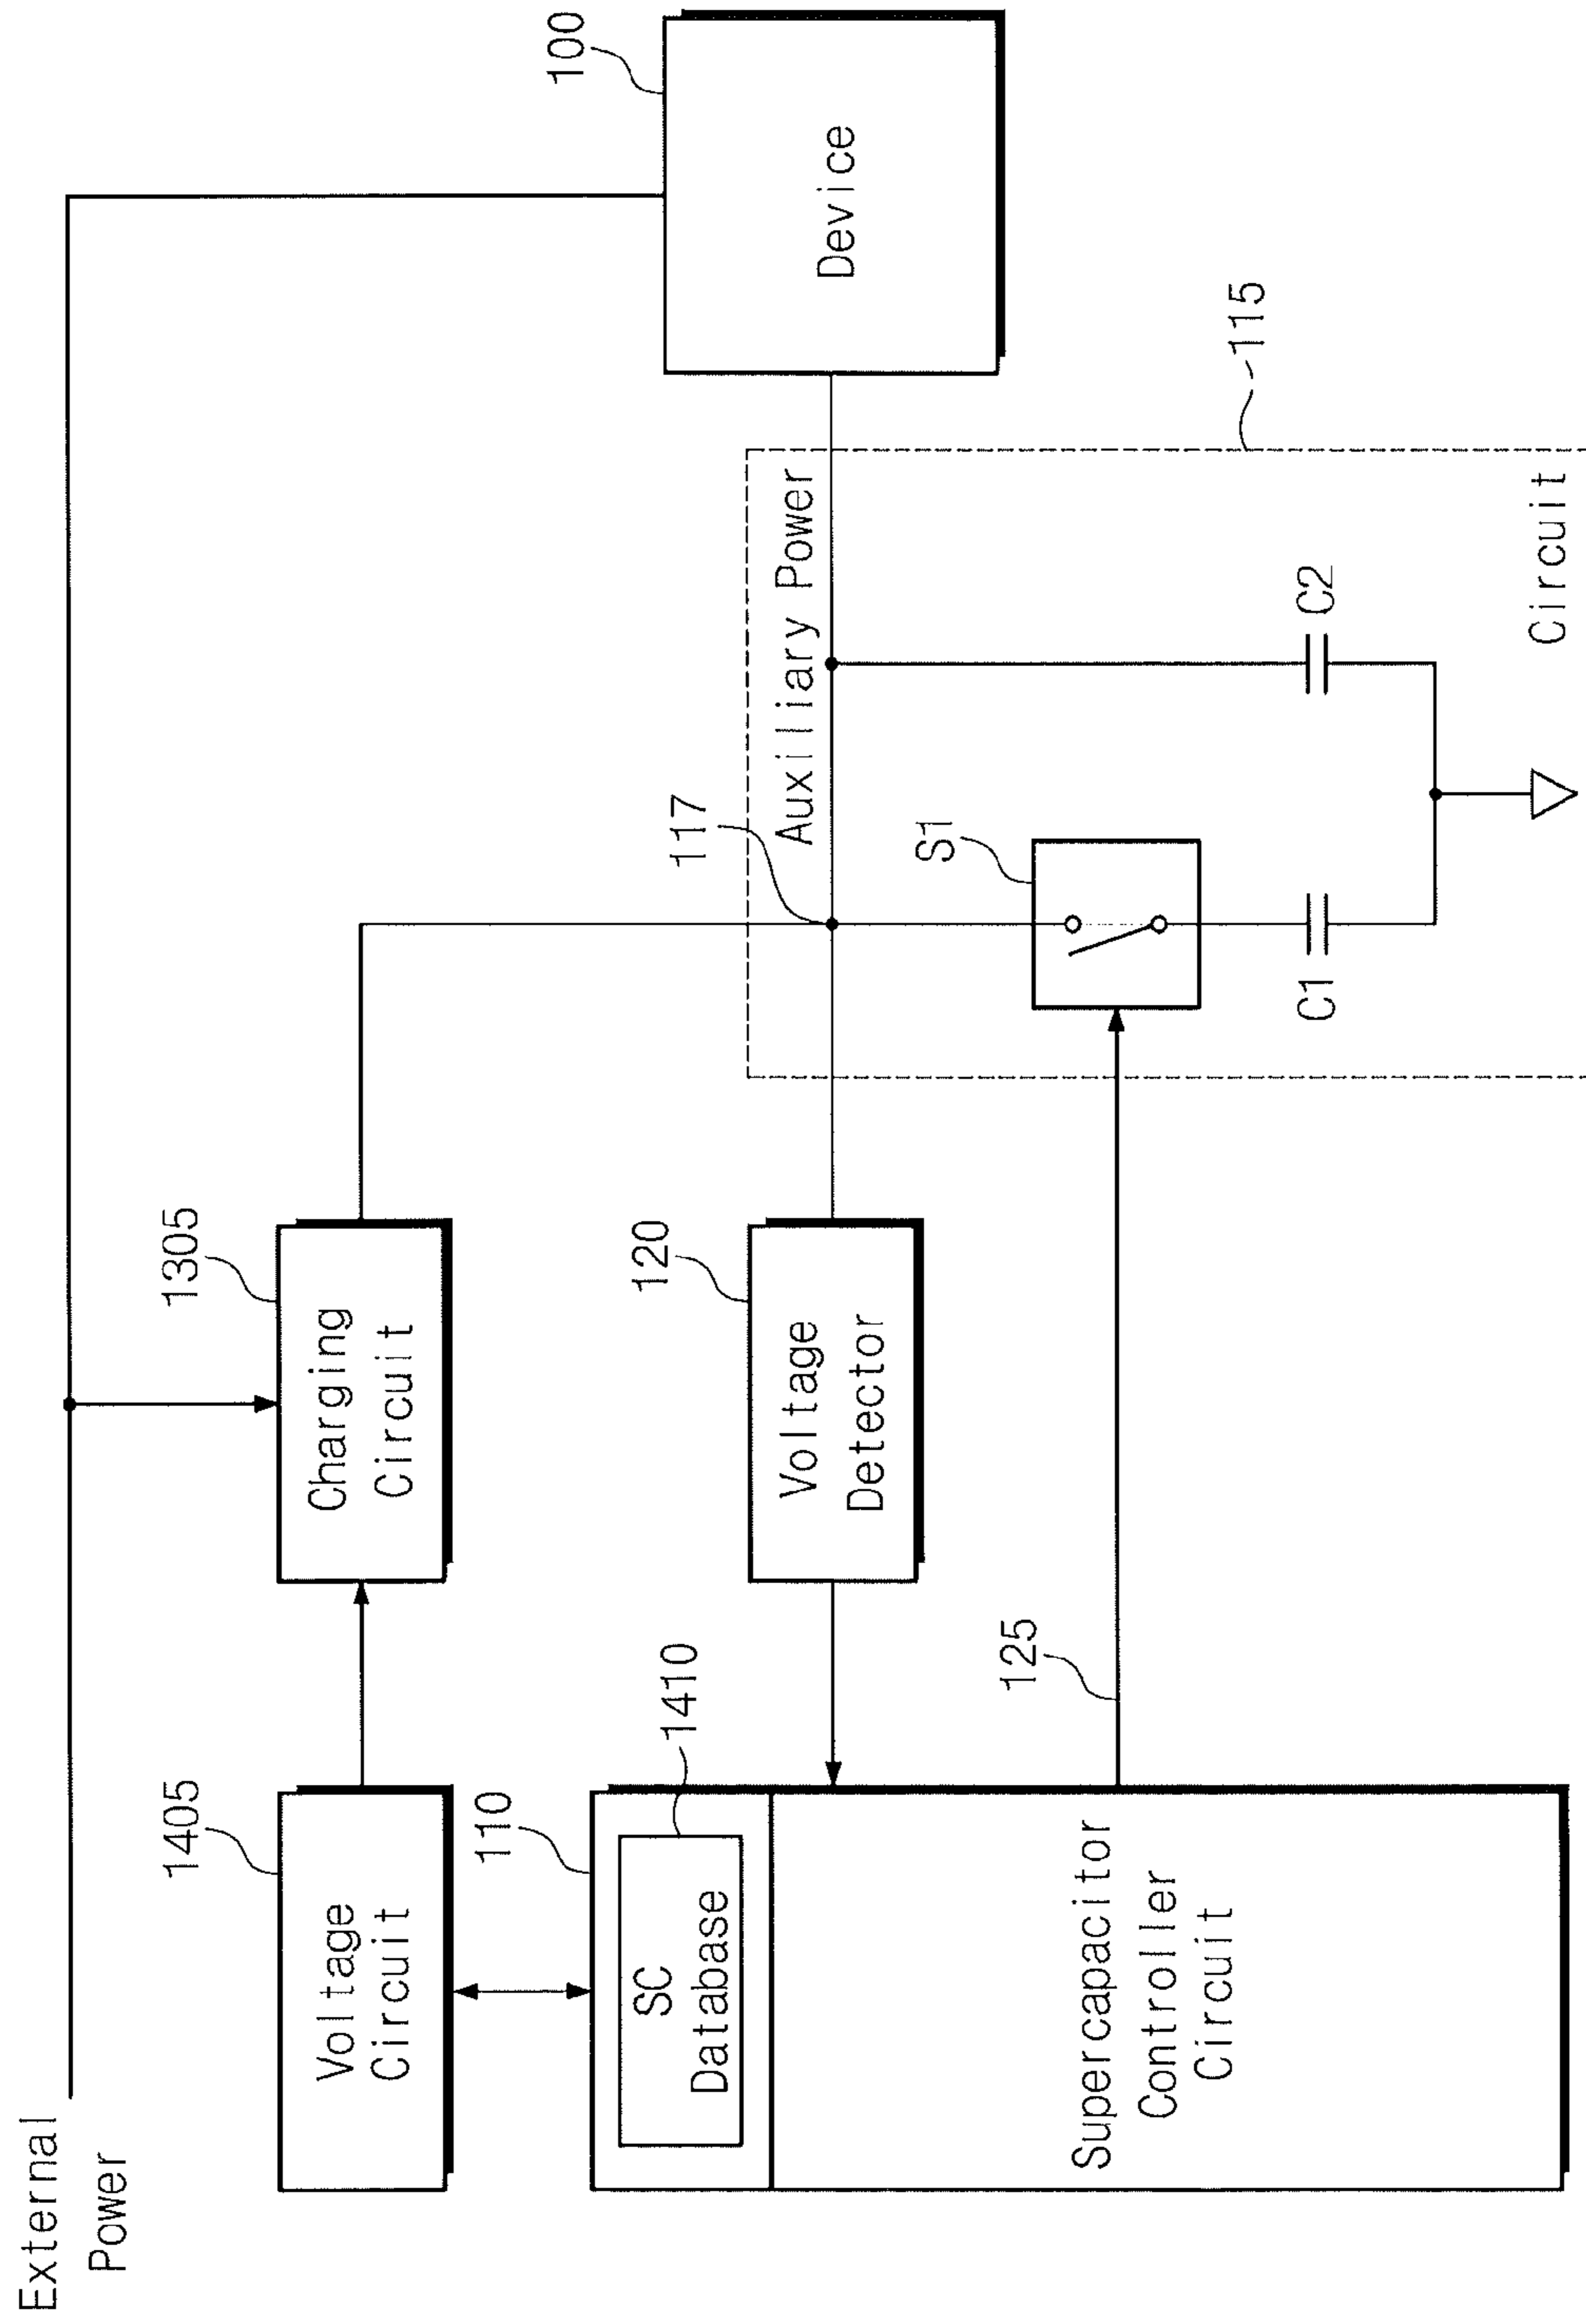 External
Power
1405
Voltage
Circuit
1305
Charging
Circuit
100
Device
110
1410
SC
Database
Supercapacitor
Controller
Circuit
120
Voltage
Detector
125
117
Auxiliary Power
S1
C1
C2
115
Circuit